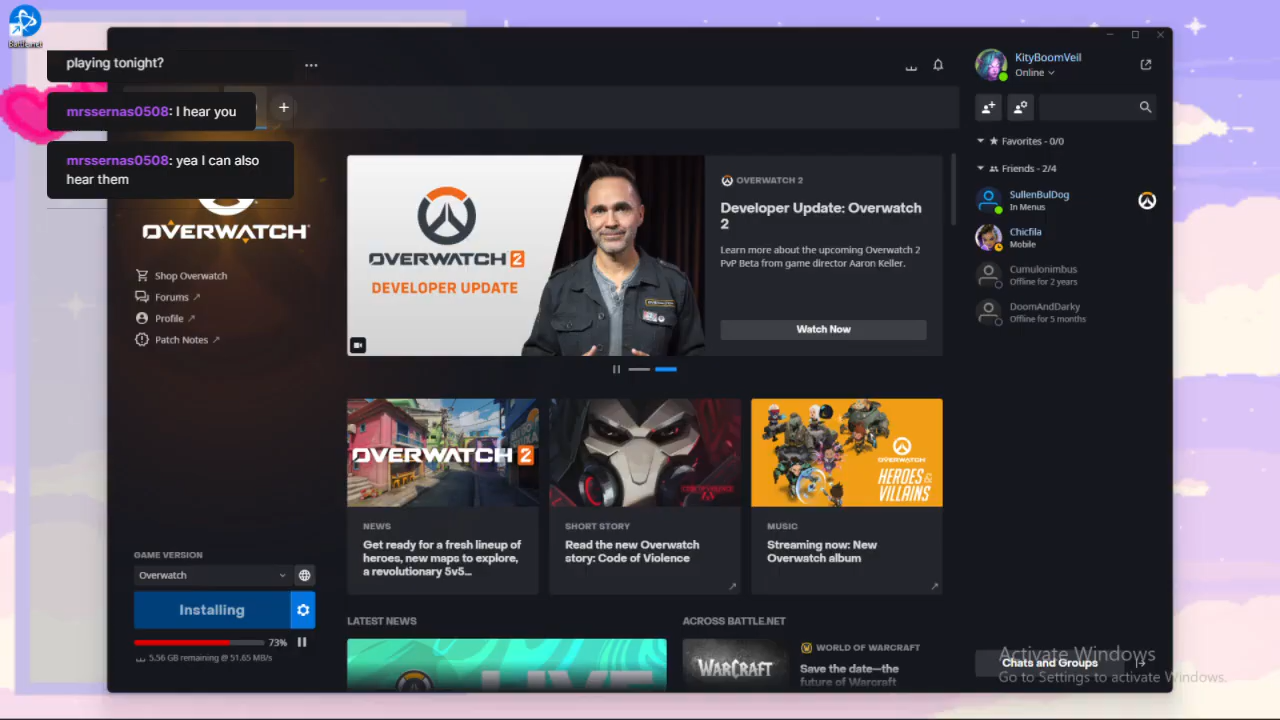 Battle.net
playing tonight?
mrssernas0508: I hear you
mrssernas0508: yea I can also
hear them
OVERWATCH
Shop Overwatch
Forums
Profile
Patch Notes
GAME VERSION
Overwatch
Installing
73%
5.56 GB remaining @ 51.65 MB/s
OVERWATCH 2
DEVELOPER UPDATE
OVERWATCH 2
Developer Update: Overwatch
2
Learn more about the upcoming Overwatch 2
PvP Beta from game director Aaron Keller.
Watch Now
OVERWATCH 2
NEWS
Get ready for a fresh lineup of
heroes, new maps to explore,
a revolutionary 5v5...
SHORT STORY
Read the new Overwatch
story: Code of Violence
OVERWATCH
HEROES &
VILLAINS
MUSIC
Streaming now: New
Overwatch album
LATEST NEWS
ACROSS BATTLE.NET
WARCRAFT
WORLD OF WARCRAFT
Save the date—the
future of Warcraft
KityBoomVeil
Online
Favorites - 0/0
Friends - 2/4
SullenBulDog
In Menus
Chicfila
Mobile
Cumulonimbus
Offline for 2 years
DoomAndDarky
Offline for 5 months
Chats and Groups
Activate Windows
Go to Settings to activate Windows.